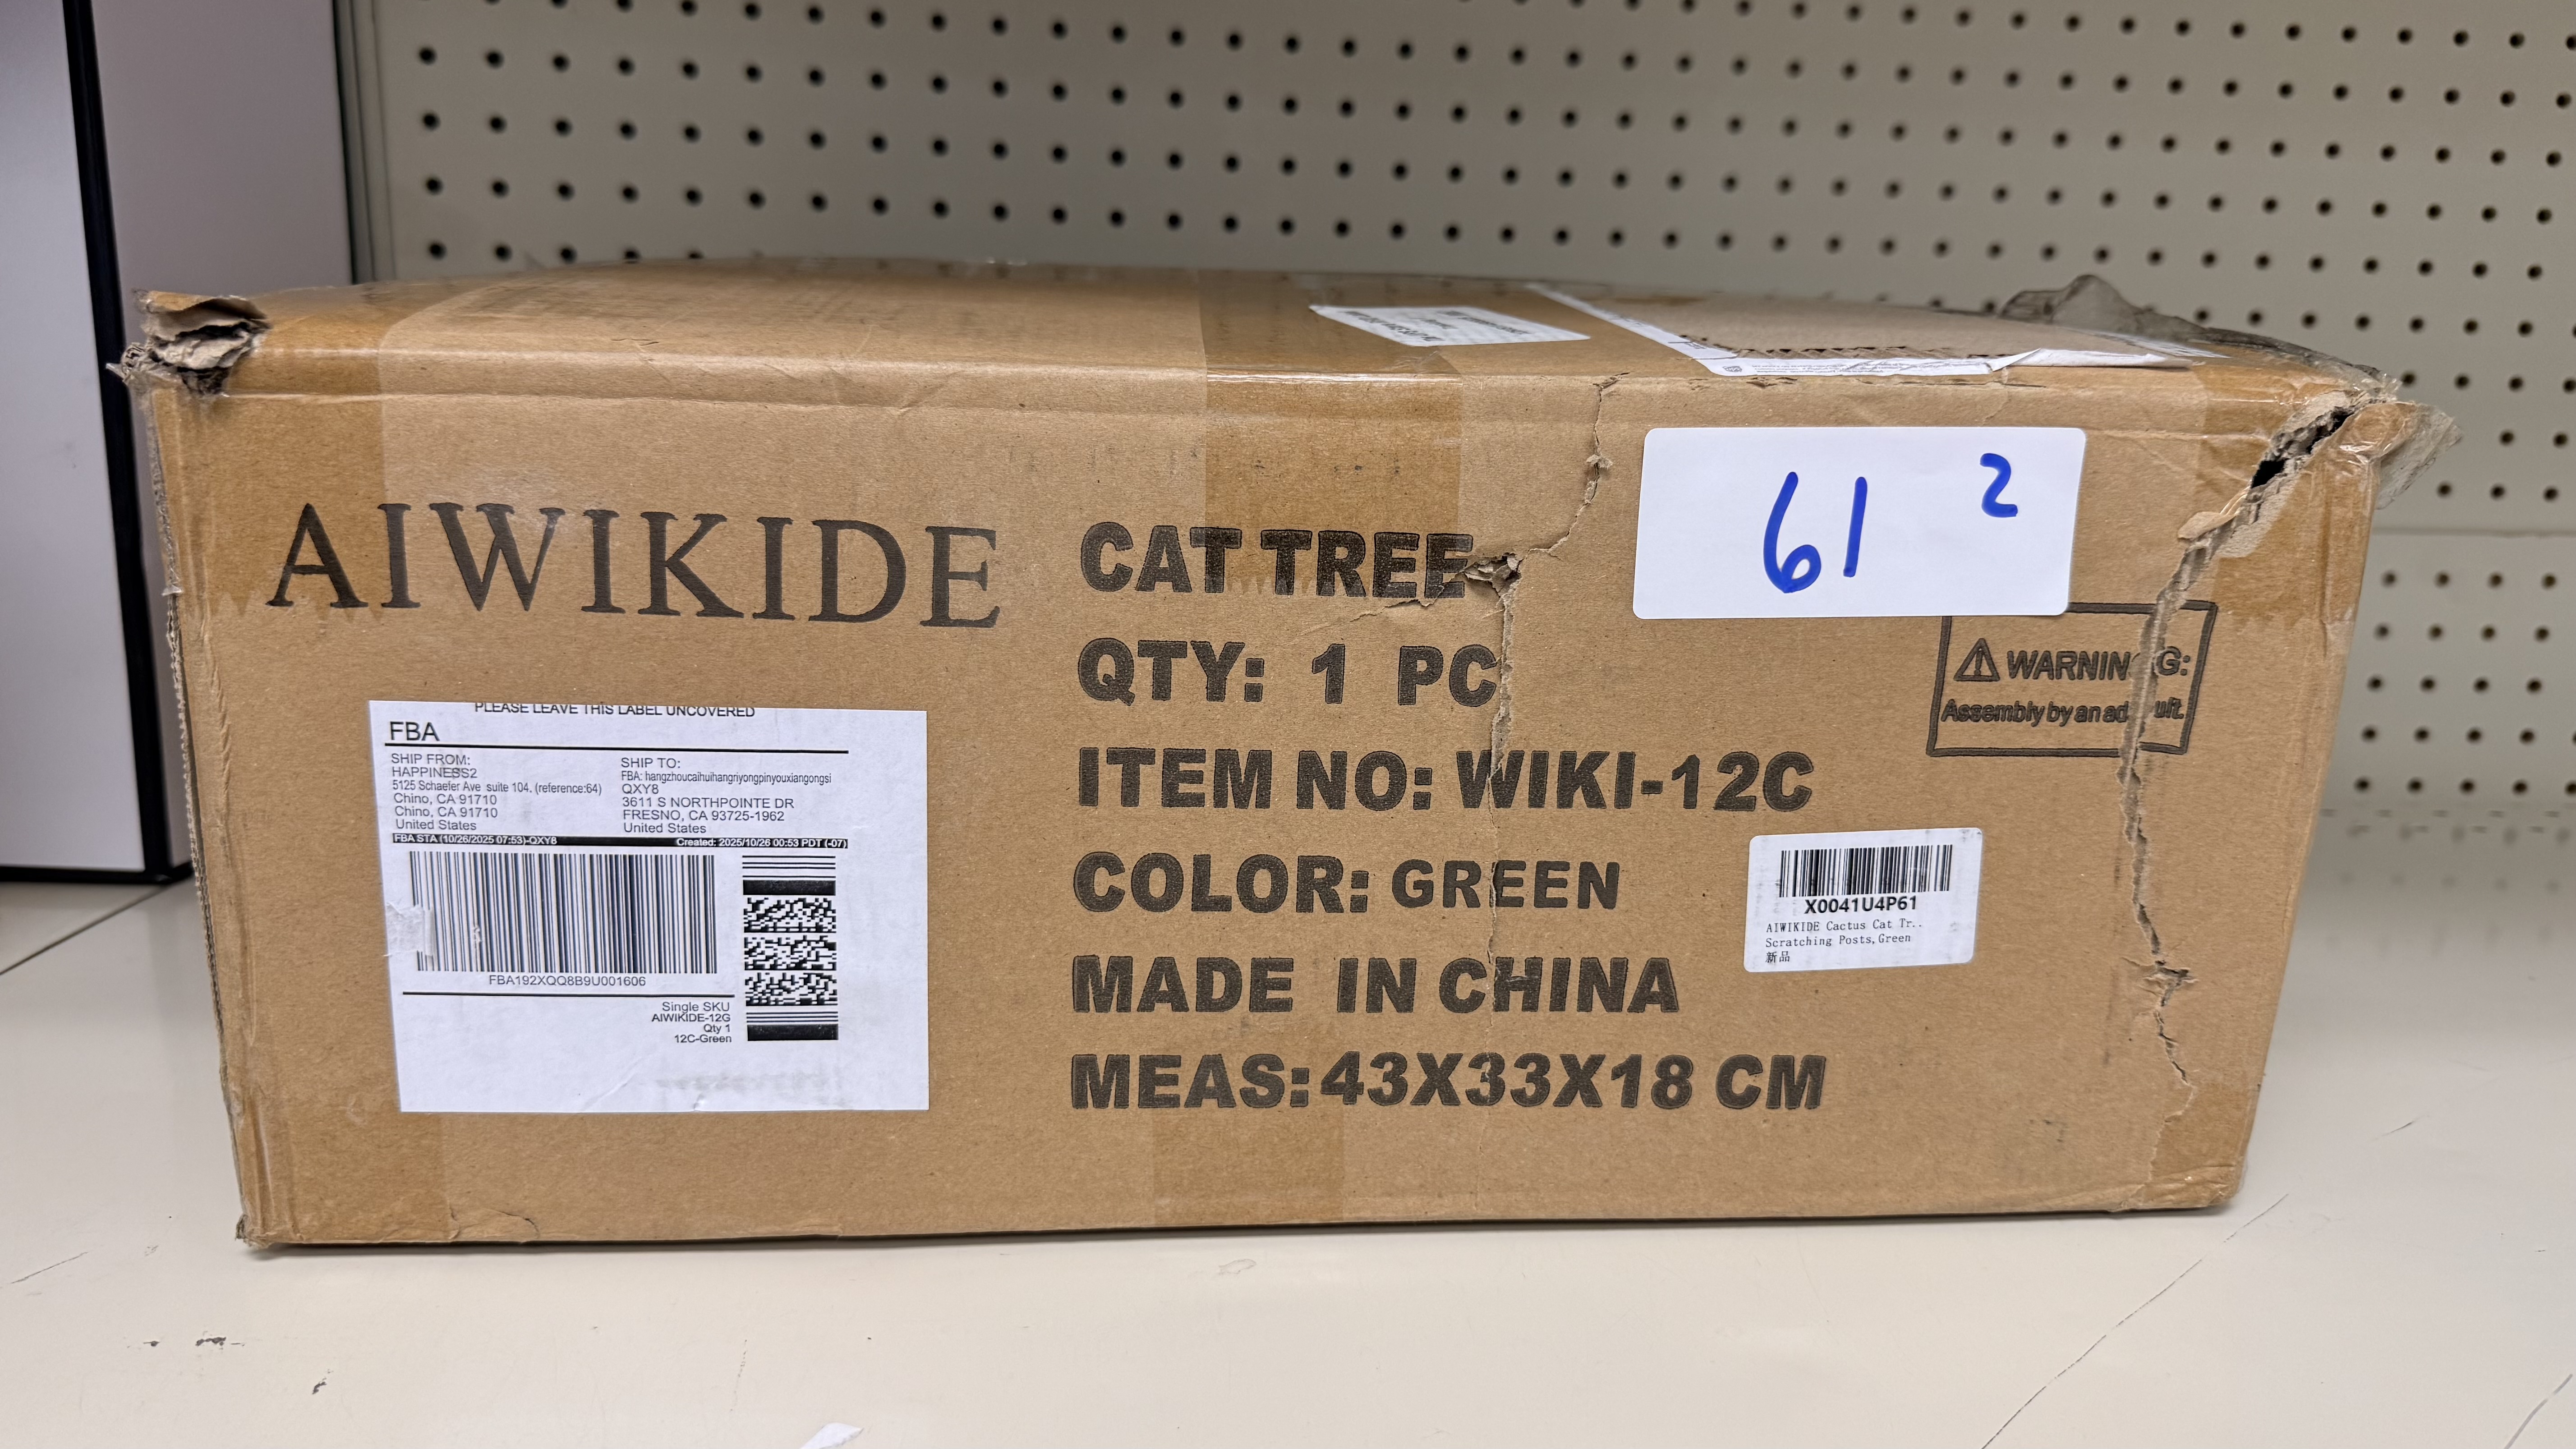 AIWIKIDE
CAT TREE
QTY: 1 PC
ITEM NO: WIKI-12C
COLOR: GREEN
MADE IN CHINA
MEAS: 43X33X18 CM
61 2
WARNING:
Assembly by an adult.
PLEASE LEAVE THIS LABEL UNCOVERED
FBA
SHIP FROM:
HAPPINESS2
5125 Schaefer Ave suite 104. (reference:64)
Chino, CA 91710
Chino, CA 91710
United States
SHIP TO:
FBA: hangzhoucaihuihangriyongpinyouxiangongsi
QXY8
3611 S NORTHPOINTE DR
FRESNO, CA 93725-1962
United States
FBA STA (10/26/2025 07:53)-QXY8 Created: 2025/10/26 00:53 PDT (-07)
FBA192XQQ8B9U001606
Single SKU
AIWIKIDE-12G
Qty 1
12C-Green
X0041U4P61
AIWIKIDE Cactus Cat Tr..
Scratching Posts,Green
新品